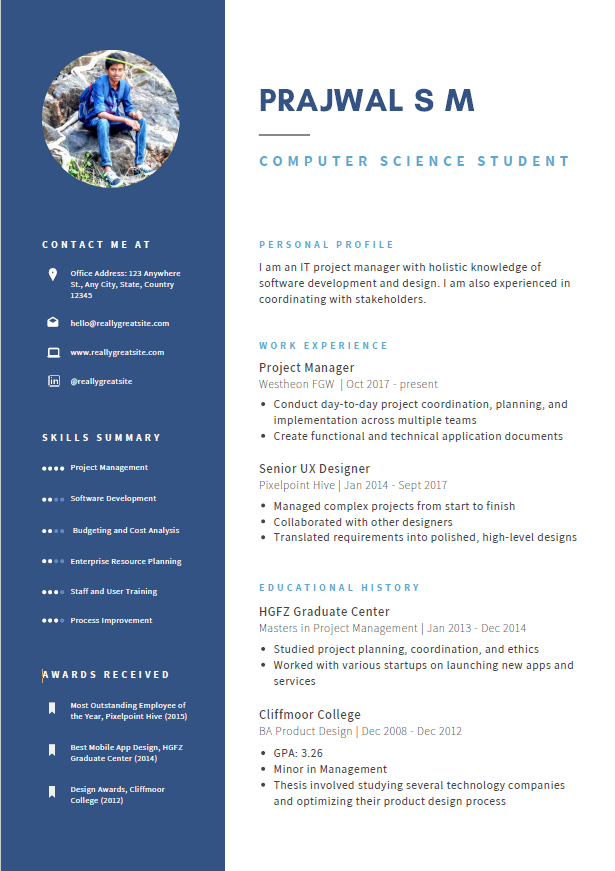 PRAJWAL S M
COMPUTER SCIENCE STUDENT
CONTACT ME AT
Office Address: 123 Anywhere
St., Any City, State, Country
12345
hello@reallygreatsite.com
www.reallygreatsite.com
@reallygreatsite
SKILLS SUMMARY
Project Management
Software Development
Budgeting and Cost Analysis
Enterprise Resource Planning
Staff and User Training
Process Improvement
AWARDS RECEIVED
Most Outstanding Employee of
the Year, Pixelpoint Hive (2015)
Best Mobile App Design, HGFZ
Graduate Center (2014)
Design Awards, Cliffmoor
College (2012)
PERSONAL PROFILE
I am an IT project manager with holistic knowledge of
software development and design. I am also experienced in
coordinating with stakeholders.
WORK EXPERIENCE
Project Manager
Westheon FGW | Oct 2017 - present
• Conduct day-to-day project coordination, planning, and
implementation across multiple teams
• Create functional and technical application documents
Senior UX Designer
Pixelpoint Hive | Jan 2014 - Sept 2017
• Managed complex projects from start to finish
• Collaborated with other designers
• Translated requirements into polished, high-level designs
EDUCATIONAL HISTORY
HGFZ Graduate Center
Masters in Project Management | Jan 2013 - Dec 2014
• Studied project planning, coordination, and ethics
• Worked with various startups on launching new apps and
services
Cliffmoor College
BA Product Design | Dec 2008 - Dec 2012
• GPA: 3.26
• Minor in Management
• Thesis involved studying several technology companies
and optimizing their product design process